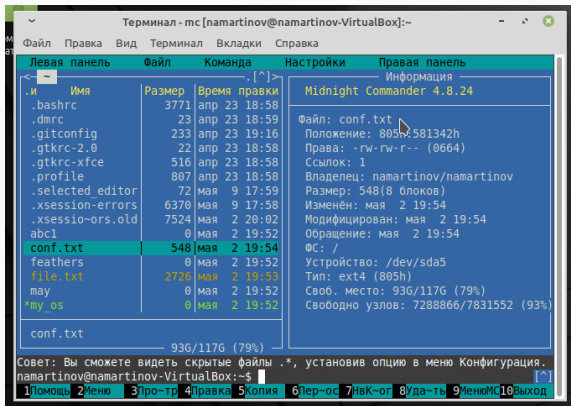 Терминал - mc [namartinov@namartinov-VirtualBox]:~
Файл Правка Вид Терминал Вкладки Справка
Левая панель Файл Команда Настройки Правая панель
<─ ~ ─.[^]>
.и Имя Размер Время правки
.bashrc 3771 апр 23 18:58
.dmrc 23 апр 23 18:59
.gitconfig 233 апр 23 19:16
.gtkrc-2.0 22 апр 23 18:58
.gtkrc-xfce 516 апр 23 18:58
.profile 807 апр 23 18:58
.selected_editor 72 мая 9 17:59
.xsession-errors 6370 мая 9 17:58
.xsessio~ors.old 7524 мая 2 20:02
abc1 0 мая 2 19:52
conf.txt 548 мая 2 19:54
feathers 0 мая 2 19:52
file.txt 2726 мая 2 19:53
may 0 мая 2 19:52
*my_os 0 мая 2 19:52
conf.txt
93G/117G (79%)
Информация
Midnight Commander 4.8.24
Файл: conf.txt
Положение: 805h:581342h
Права: -rw-rw-r-- (0664)
Ссылок: 1
Владелец: namartinov/namartinov
Размер: 548(8 блоков)
Изменён: мая 2 19:54
Модифицирован: мая 2 19:54
Обращение: мая 2 19:54
ФС: /
Устройство: /dev/sda5
Тип: ext4 (805h)
Своб. место: 93G/117G (79%)
Свободно узлов: 7288866/7831552 (93%)
Совет: Вы сможете видеть скрытые файлы .*, установив опцию в меню Конфигурация.
namartinov@namartinov-VirtualBox:~$ [^]
1Помощь 2Меню 3Про~тр 4Правка 5Копия 6Пер~ос 7НвК~ог 8Уда~ть 9МенюМС 10Выход